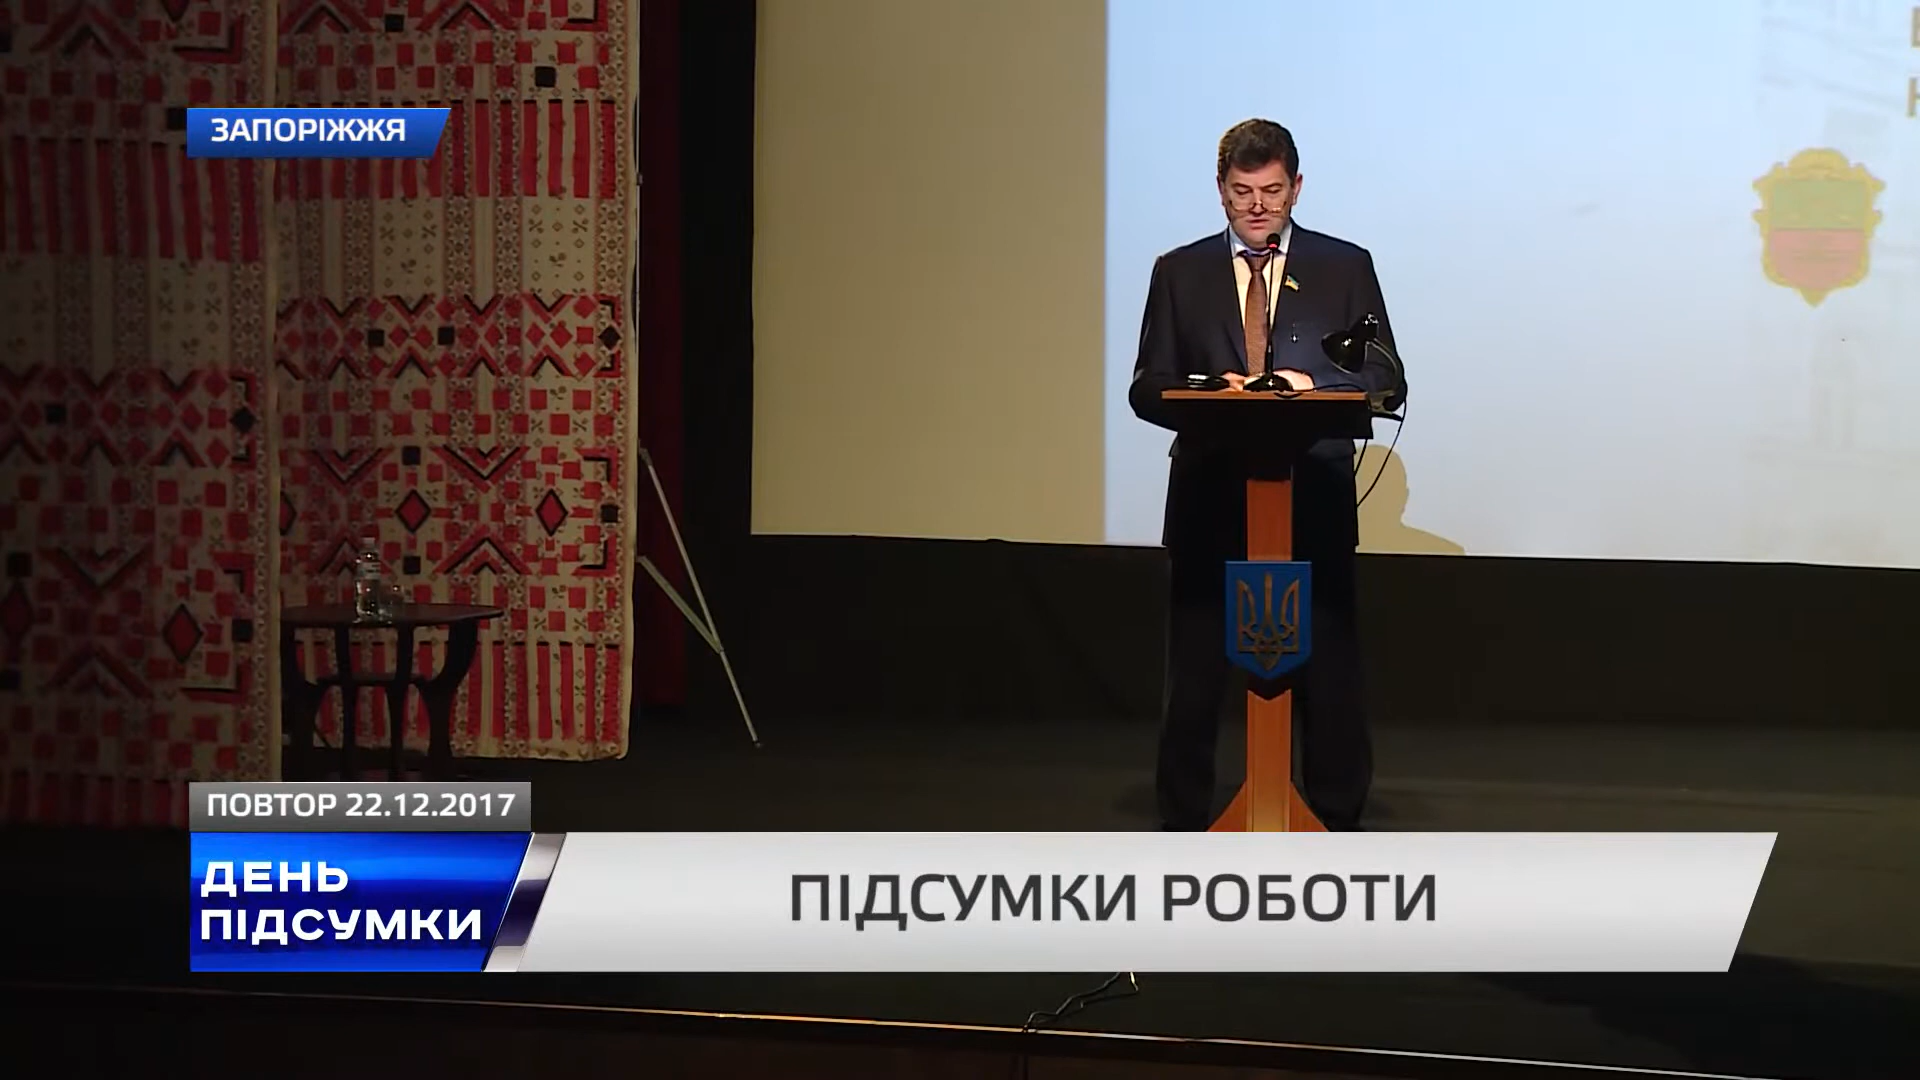 ЗАПОРІЖЖЯ
ПОВТОР 22.12.2017
ДЕНЬ
ПІДСУМКИ
ПІДСУМКИ РОБОТИ